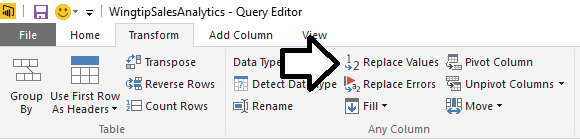 WingtipSalesAnalytics - Query Editor
File Home Transform Add Column View
Group By
Use First Row As Headers
Transpose
Reverse Rows
Count Rows
Table
Data Type
Detect Data Type
Rename
1 2 Replace Values
Replace Errors
Fill
Pivot Column
Unpivot Columns
Move
Any Column